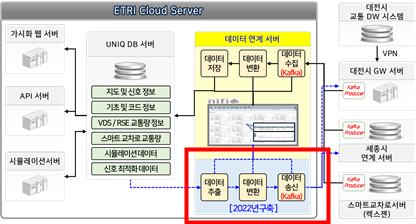 ETRI Cloud Server
가시화 웹 서버
API 서버
시뮬레이션서버
UNIQ DB 서버
지도 및 신호 정보
기초 및 코드 정보
VDS / RSE 교통량 정보
스마트 교차로 교통량
시뮬레이션 데이터
신호 최적화 데이터
데이터 연계 서버
데이터
저장
데이터
변환
데이터
수집
(Kafka)
데이터
추출
데이터
변환
데이터
송신
(Kafka)
[2022년구축]
대전시
교통 DW 시스템
VPN
대전시 GW 서버
Kafka
Producer
Kafka
Producer
세종시
연계 서버
Kafka
Producer
스마트교차로서버
(렉스젠)